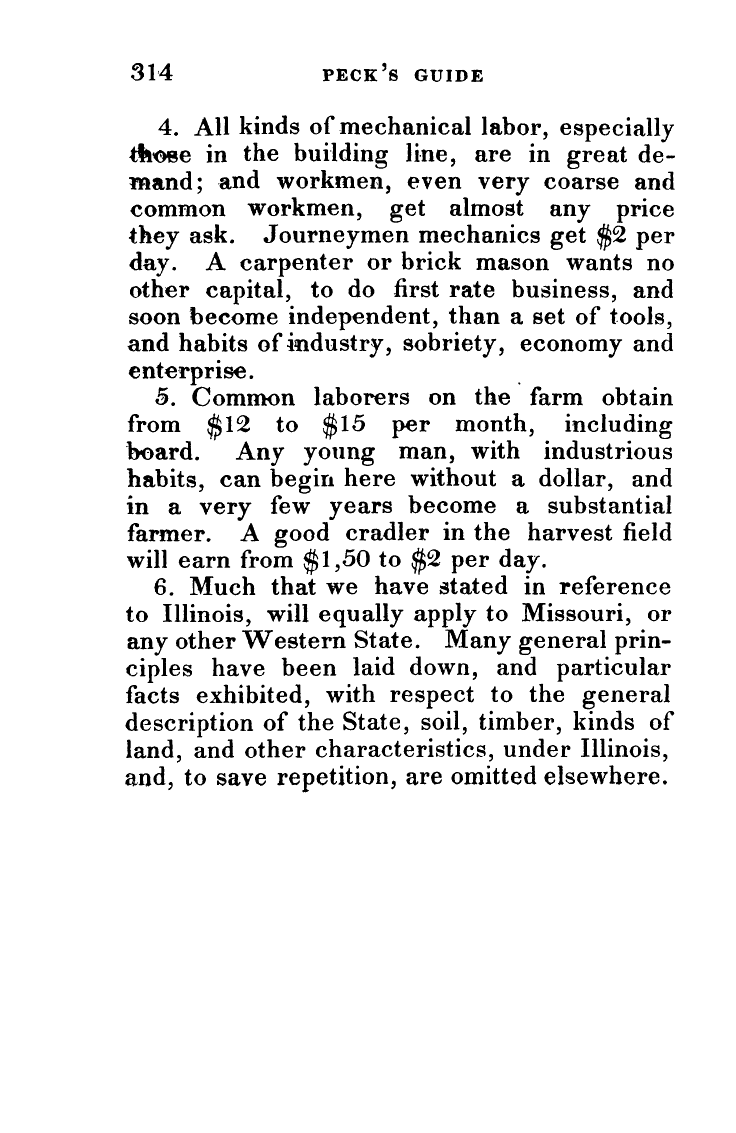 314 PECK'S GUIDE
4. All kinds of mechanical labor, especially
those in the building line, are in great de-
mand; and workmen, even very coarse and
common workmen, get almost any price
they ask. Journeymen mechanics get $2 per
day. A carpenter or brick mason wants no
other capital, to do first rate business, and
soon become independent, than a set of tools,
and habits of industry, sobriety, economy and
enterprise.
5. Common laborers on the farm obtain
from $12 to $15 per month, including
board. Any young man, with industrious
habits, can begin here without a dollar, and
in a very few years become a substantial
farmer. A good cradler in the harvest field
will earn from $1,50 to $2 per day.
6. Much that we have stated in reference
to Illinois, will equally apply to Missouri, or
any other Western State. Many general prin-
ciples have been laid down, and particular
facts exhibited, with respect to the general
description of the State, soil, timber, kinds of
land, and other characteristics, under Illinois,
and, to save repetition, are omitted elsewhere.